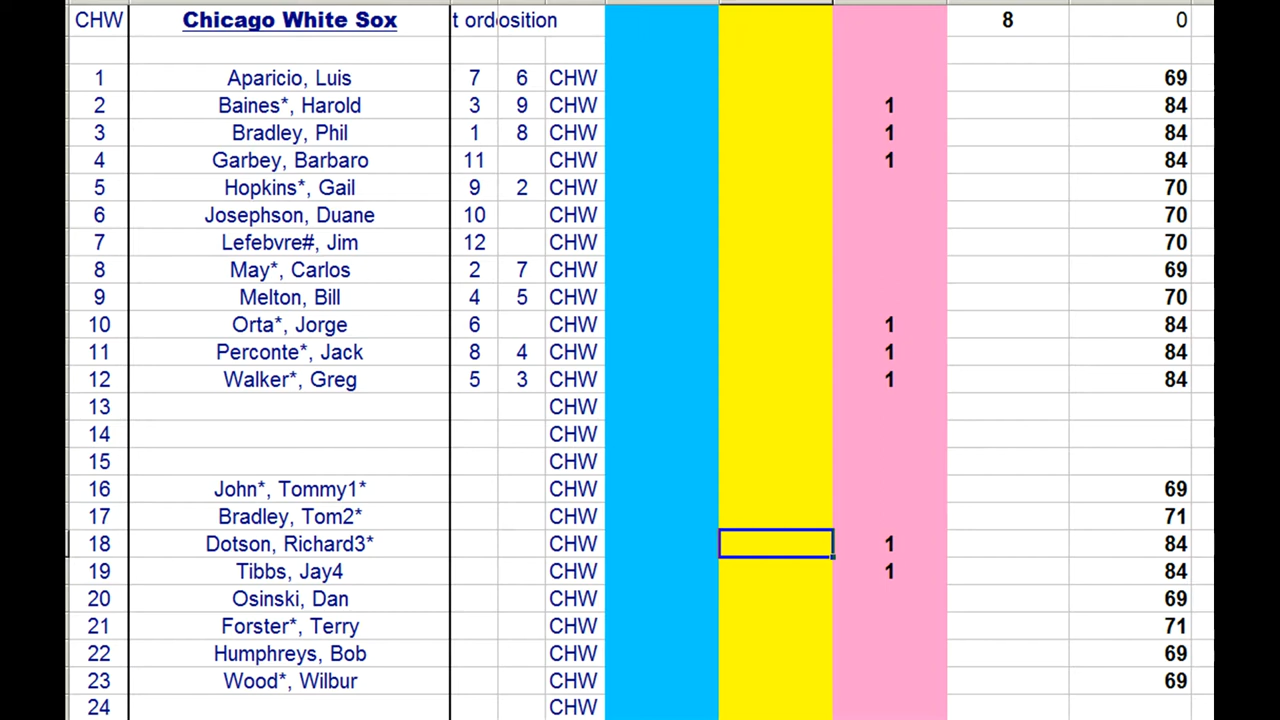 CHW Chicago White Sox t ord osition 8 0
1 Aparicio, Luis 7 6 CHW 69
2 Baines*, Harold 3 9 CHW 1 84
3 Bradley, Phil 1 8 CHW 1 84
4 Garbey, Barbaro 11 CHW 1 84
5 Hopkins*, Gail 9 2 CHW 70
6 Josephson, Duane 10 CHW 70
7 Lefebvre#, Jim 12 CHW 70
8 May*, Carlos 2 7 CHW 69
9 Melton, Bill 4 5 CHW 70
10 Orta*, Jorge 6 CHW 1 84
11 Perconte*, Jack 8 4 CHW 1 84
12 Walker*, Greg 5 3 CHW 1 84
13 CHW
14 CHW
15 CHW
16 John*, Tommy1* CHW 69
17 Bradley, Tom2* CHW 71
18 Dotson, Richard3* CHW 1 84
19 Tibbs, Jay4 CHW 1 84
20 Osinski, Dan CHW 69
21 Forster*, Terry CHW 71
22 Humphreys, Bob CHW 69
23 Wood*, Wilbur CHW 69
24 CHW